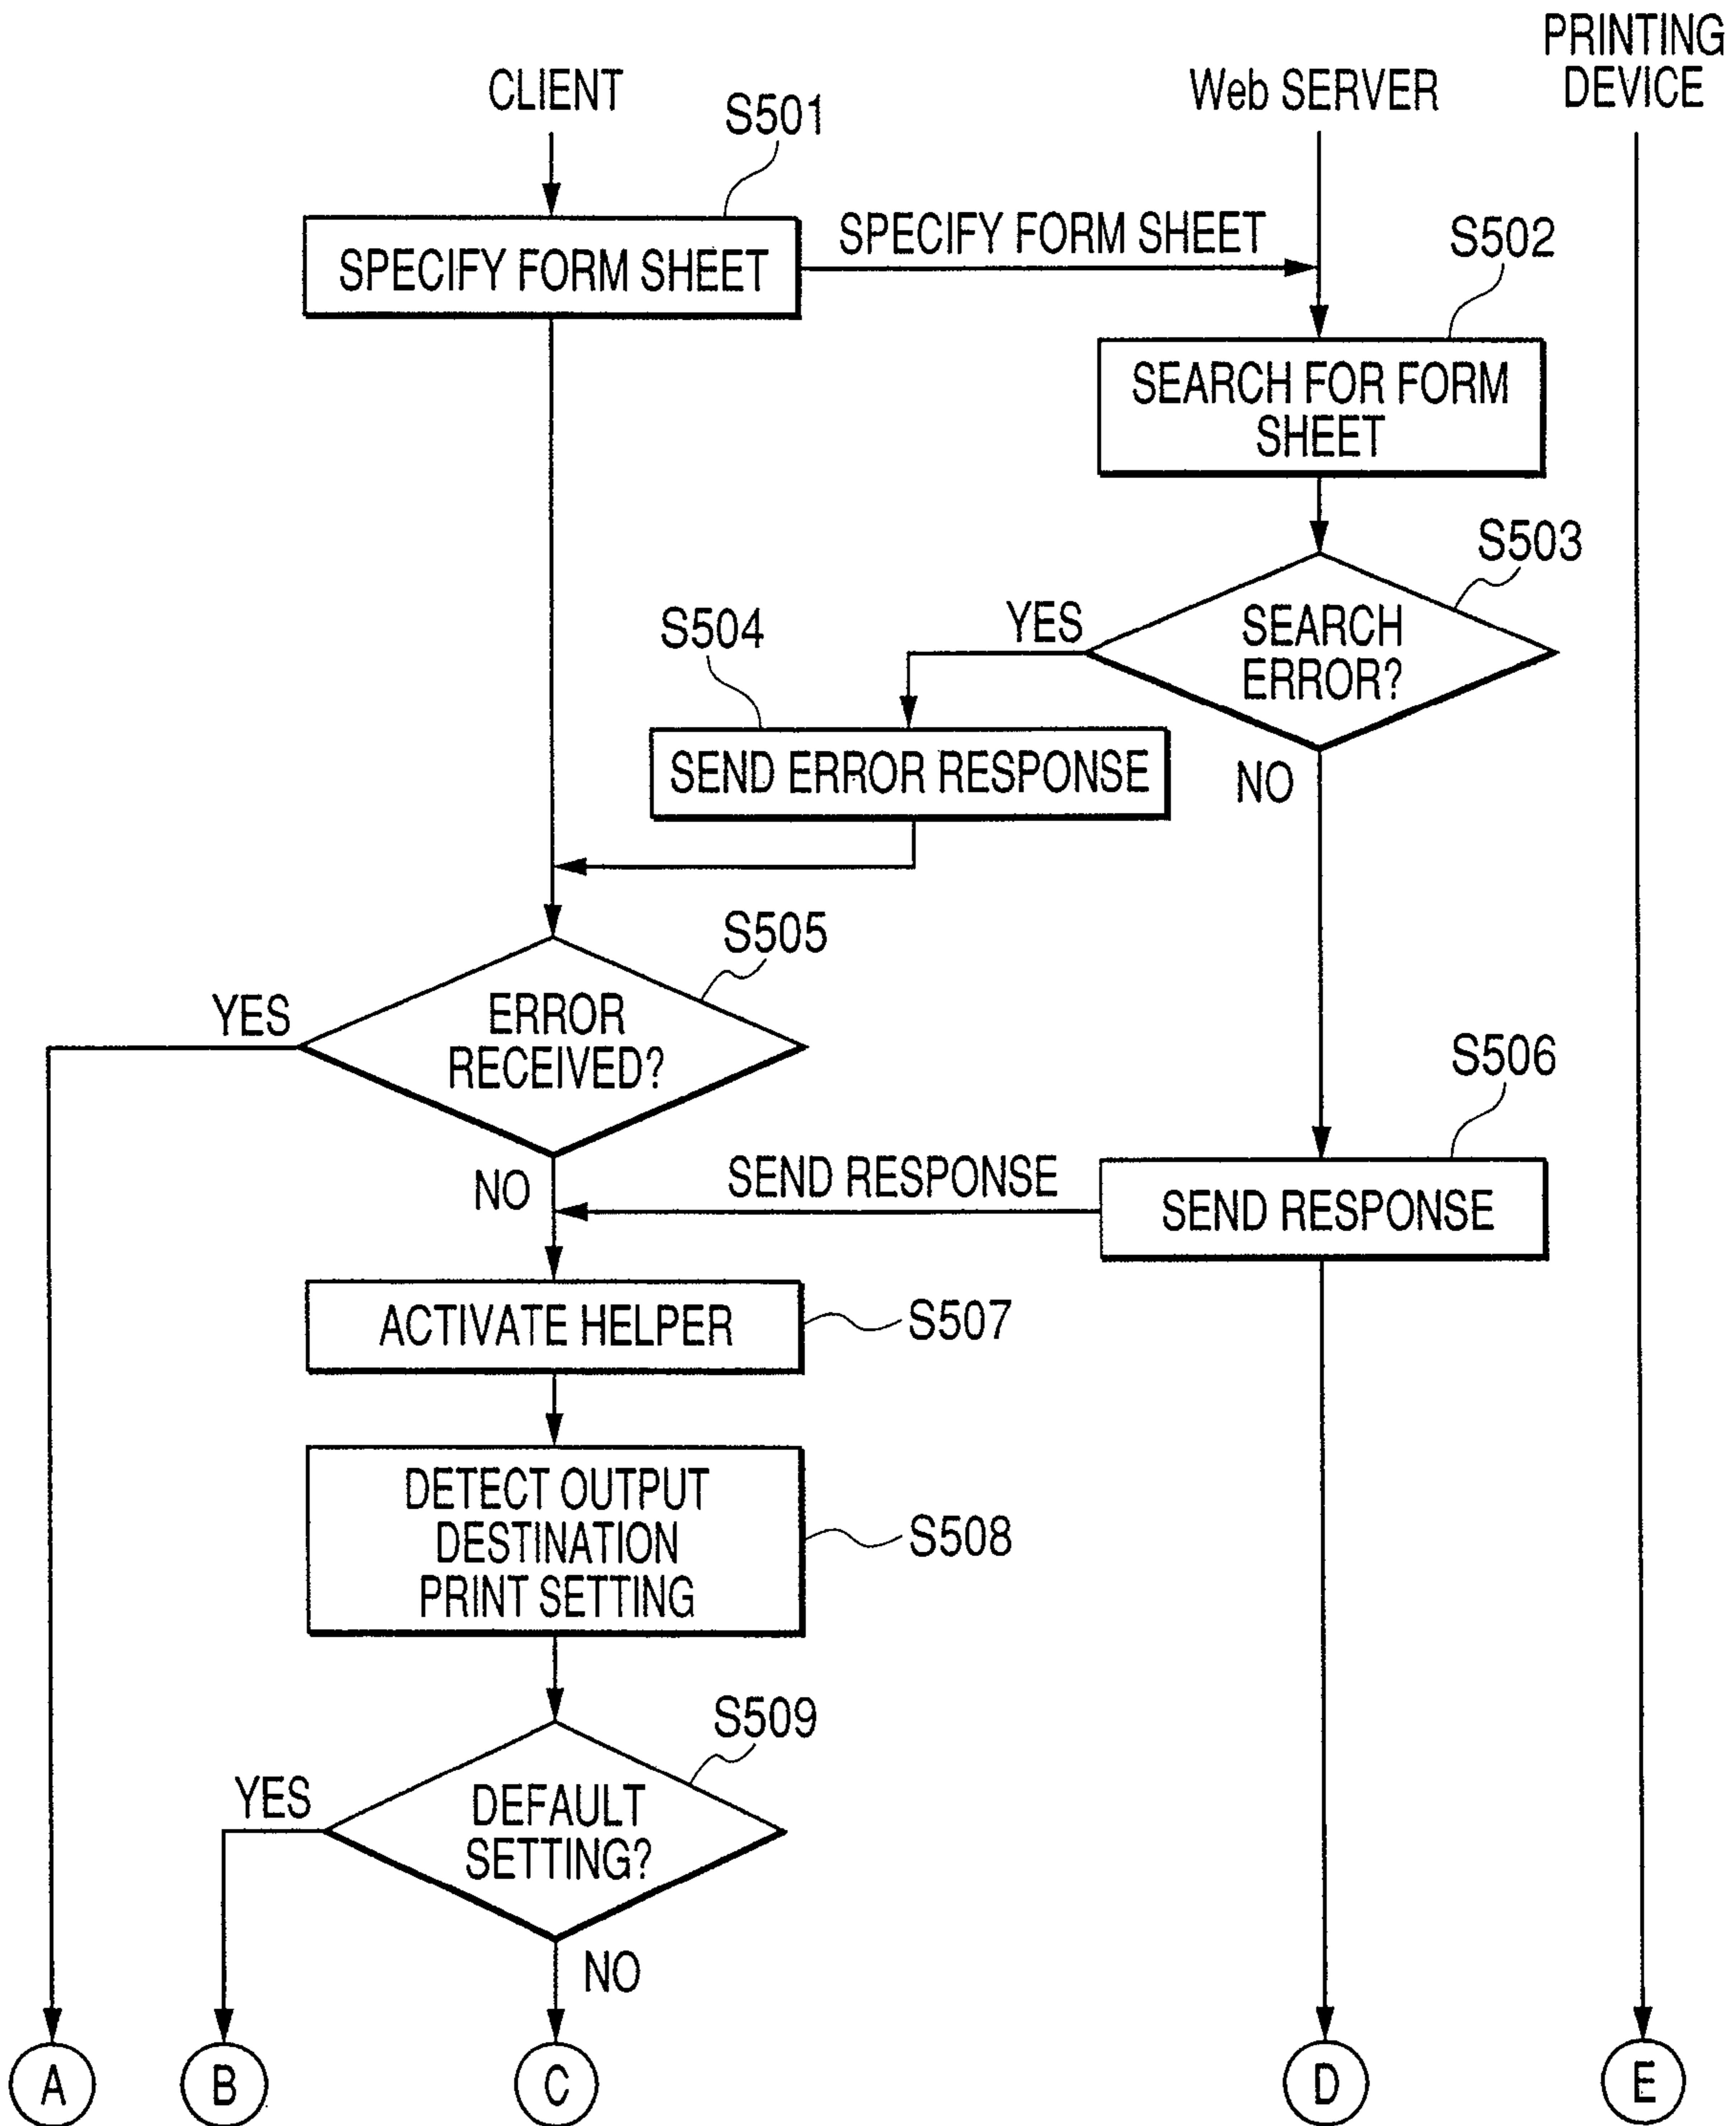 PRINTING
DEVICE
CLIENT
Web SERVER
S501
SPECIFY FORM SHEET
SPECIFY FORM SHEET
S502
SEARCH FOR FORM
SHEET
S503
SEARCH
ERROR?
YES
NO
S504
SEND ERROR RESPONSE
S505
ERROR
RECEIVED?
YES
NO
S506
SEND RESPONSE
SEND RESPONSE
ACTIVATE HELPER
S507
DETECT OUTPUT
DESTINATION
PRINT SETTING
S508
S509
DEFAULT
SETTING?
YES
NO
A
B
C
D
E